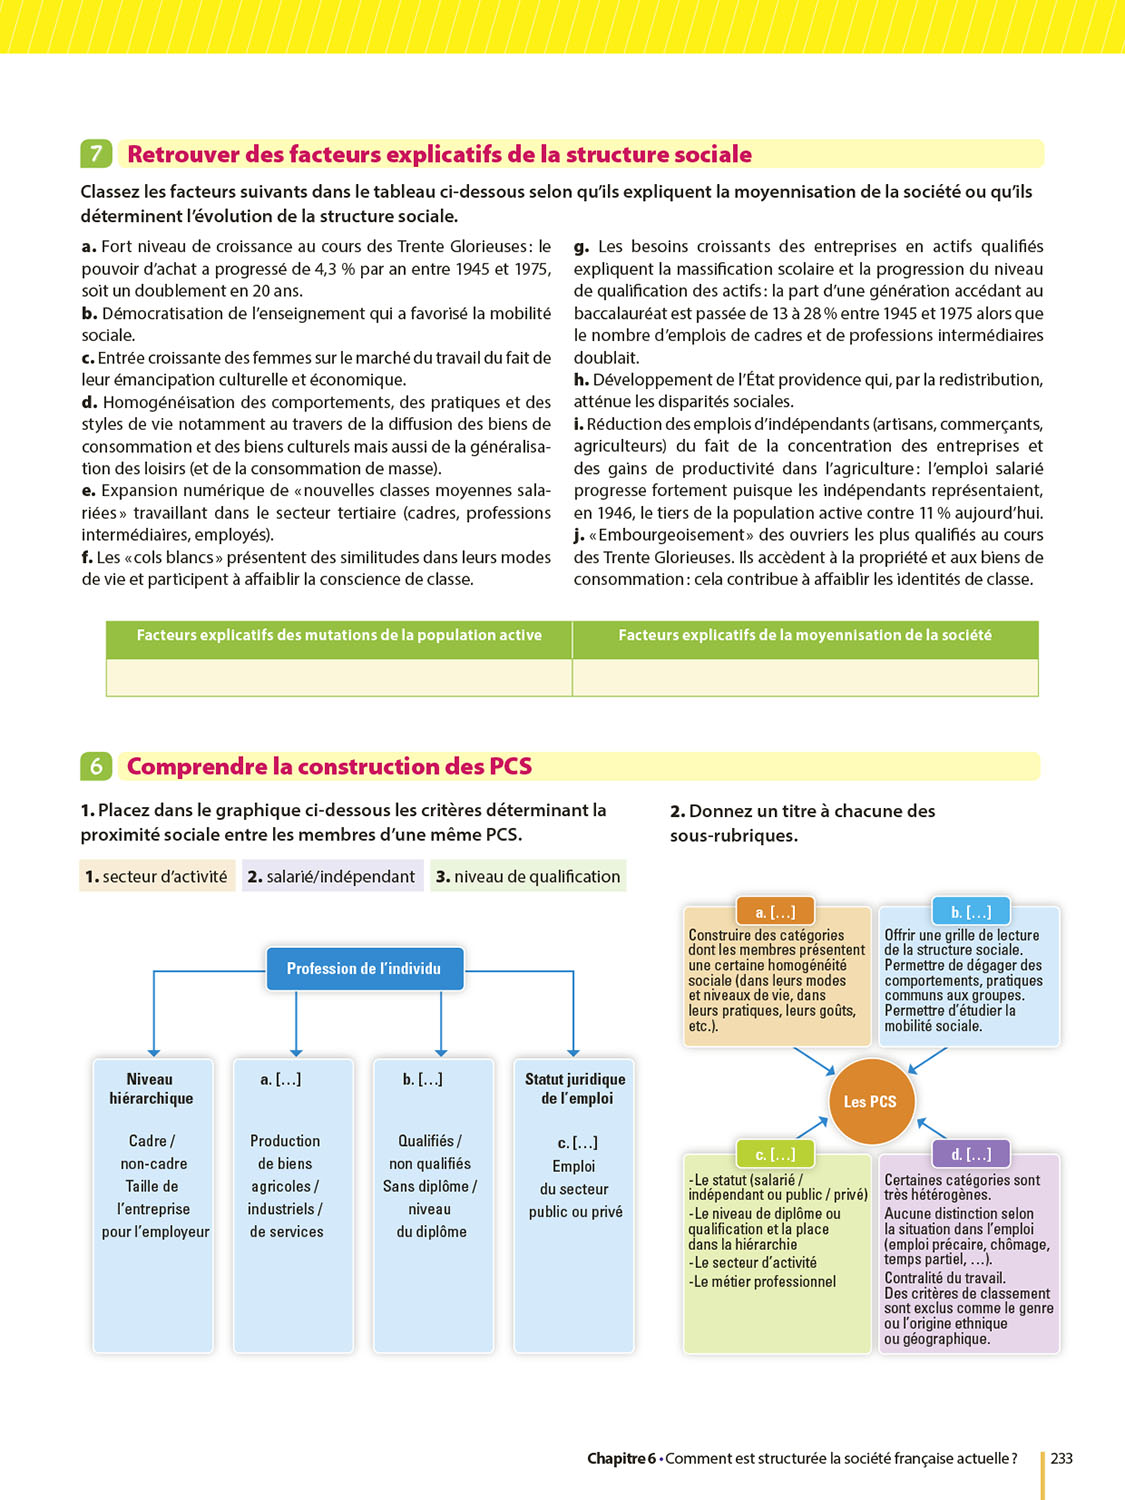 7 Retrouver des facteurs explicatifs de la structure sociale
Classez les facteurs suivants dans le tableau ci-dessous selon qu’ils expliquent la moyennisation de la société ou qu’ils
déterminent l’évolution de la structure sociale.
a. Fort niveau de croissance au cours des Trente Glorieuses : le
pouvoir d’achat a progressé de 4,3 % par an entre 1945 et 1975,
soit un doublement en 20 ans.
b. Démocratisation de l’enseignement qui a favorisé la mobilité
sociale.
c. Entrée croissante des femmes sur le marché du travail du fait de
leur émancipation culturelle et économique.
d. Homogénéisation des comportements, des pratiques et des
styles de vie notamment au travers de la diffusion des biens de
consommation et des biens culturels mais aussi de la généralisa-
tion des loisirs (et de la consommation de masse).
e. Expansion numérique de « nouvelles classes moyennes sala-
riées » travaillant dans le secteur tertiaire (cadres, professions
intermédiaires, employés).
f. Les « cols blancs » présentent des similitudes dans leurs modes
de vie et participent à affaiblir la conscience de classe.
g. Les besoins croissants des entreprises en actifs qualifiés
expliquent la massification scolaire et la progression du niveau
de qualification des actifs : la part d’une génération accédant au
baccalauréat est passée de 13 à 28 % entre 1945 et 1975 alors que
le nombre d’emplois de cadres et de professions intermédiaires
doublait.
h. Développement de l’État providence qui, par la redistribution,
atténue les disparités sociales.
i. Réduction des emplois d’indépendants (artisans, commerçants,
agriculteurs) du fait de la concentration des entreprises et
des gains de productivité dans l’agriculture : l’emploi salarié
progresse fortement puisque les indépendants représentaient,
en 1946, le tiers de la population active contre 11 % aujourd’hui.
j. « Embourgeoisement » des ouvriers les plus qualifiés au cours
des Trente Glorieuses. Ils accèdent à la propriété et aux biens de
consommation : cela contribue à affaiblir les identités de classe.
Facteurs explicatifs des mutations de la population active
Facteurs explicatifs de la moyennisation de la société
6 Comprendre la construction des PCS
1. Placez dans le graphique ci-dessous les critères déterminant la
proximité sociale entre les membres d’une même PCS.
1. secteur d’activité
2. salarié/indépendant
3. niveau de qualification
Profession de l’individu
Niveau
hiérarchique
Cadre /
non-cadre
Taille de
l’entreprise
pour l’employeur
a. […]
Production
de biens
agricoles /
industriels /
de services
b. […]
Qualifiés /
non qualifiés
Sans diplôme /
niveau
du diplôme
Statut juridique
de l’emploi
c. […]
Emploi
du secteur
public ou privé
2. Donnez un titre à chacune des
sous-rubriques.
a. […]
Construire des catégories
dont les membres présentent
une certaine homogénéité
sociale (dans leurs modes
et niveaux de vie, dans
leurs pratiques, leurs goûts,
etc.).
b. […]
Offrir une grille de lecture
de la structure sociale.
Permettre de dégager des
comportements, pratiques
communs aux groupes.
Permettre d’étudier la
mobilité sociale.
Les PCS
c. […]
-Le statut (salarié /
indépendant ou public / privé)
-Le niveau de diplôme ou
qualification et la place
dans la hiérarchie
-Le secteur d’activité
-Le métier professionnel
d. […]
Certaines catégories sont
très hétérogènes.
Aucune distinction selon
la situation dans l’emploi
(emploi précaire, chômage,
temps partiel, …).
Contralité du travail.
Des critères de classement
sont exclus comme le genre
ou l’origine ethnique
ou géographique.
Chapitre 6 • Comment est structurée la société française actuelle ? 233